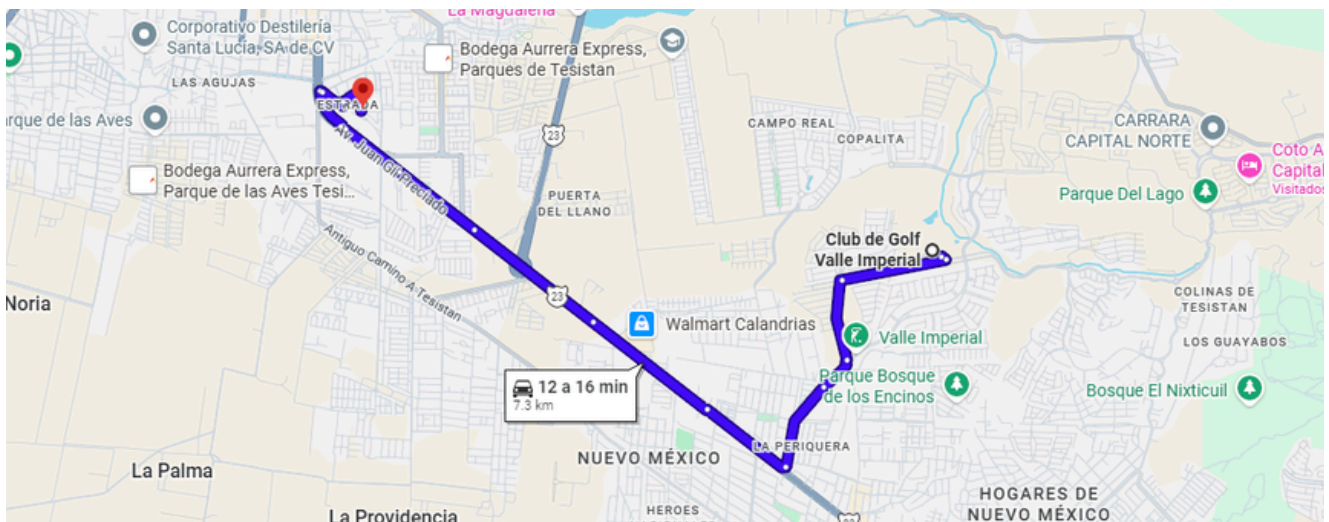 La Magdalena
Corporativo Destilería
Santa Lucía, SA de CV
Bodega Aurrera Express,
Parques de Tesistan
LAS AGUJAS
ESTRADA
rque de las Aves
23
CAMPO REAL
COPALITA
CARRARA
CAPITAL NORTE
Coto A
Capital
Visitados
Bodega Aurrera Express,
Parque de las Aves Tesi...
Av. Juan Gil Preciado
PUERTA
DEL LLANO
Parque Del Lago
Antiguo Camino A Tesistan
Club de Golf
Valle Imperial
Noria
23
COLINAS DE
TESISTAN
Walmart Calandrias
Valle Imperial
LOS GUAYABOS
12 a 16 min
7.3 km
Parque Bosque
de los Encinos
Bosque El Nixticuil
LA PERIQUERA
La Palma
NUEVO MÉXICO
HOGARES DE
NUEVO MÉXICO
La Providencia
HEROES